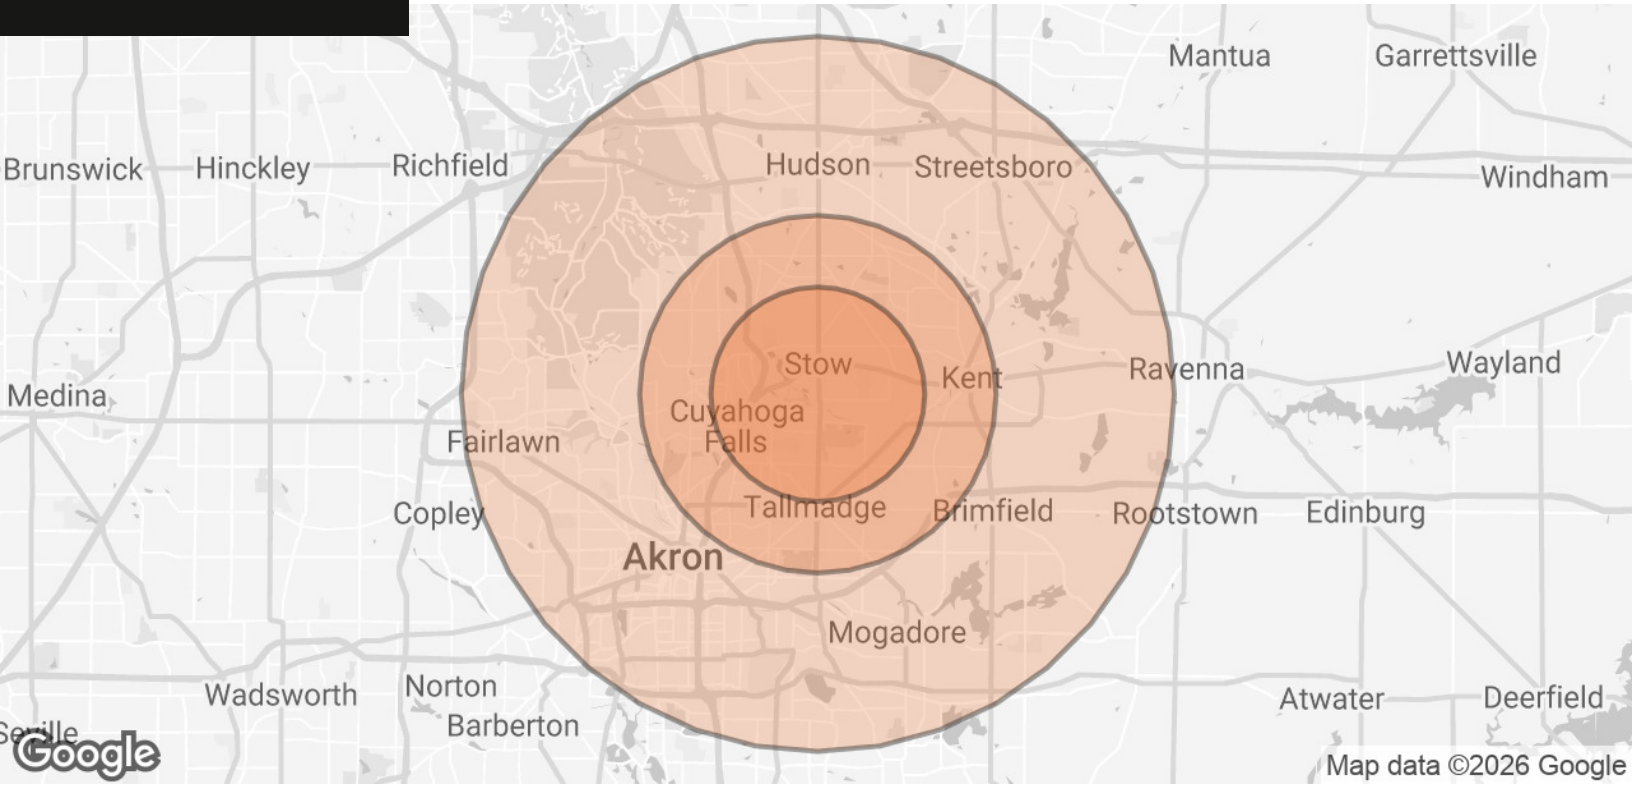 Mantua
Garrettsville
Brunswick
Hinckley
Richfield
Hudson
Streetsboro
Windham
Stow
Kent
Ravenna
Wayland
Medina
Cuyahoga
Falls
Fairlawn
Copley
Tallmadge
Brimfield
Rootstown
Edinburg
Akron
Mogadore
Wadsworth
Norton
Barberton
Atwater
Deerfield
Seville
Google
Map data ©2026 Google